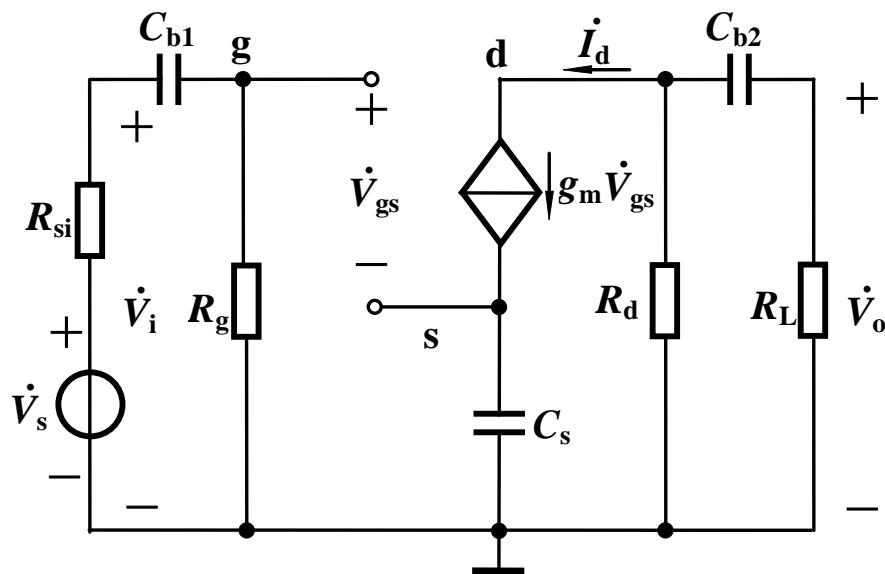 C_b1
g
d
İ_d
C_b2
+
+
+
R_si
V̇_gs
g_m V̇_gs
−
+
V̇_i
R_g
s
R_d
R_L
V̇_o
V̇_s
C_s
−
−
−